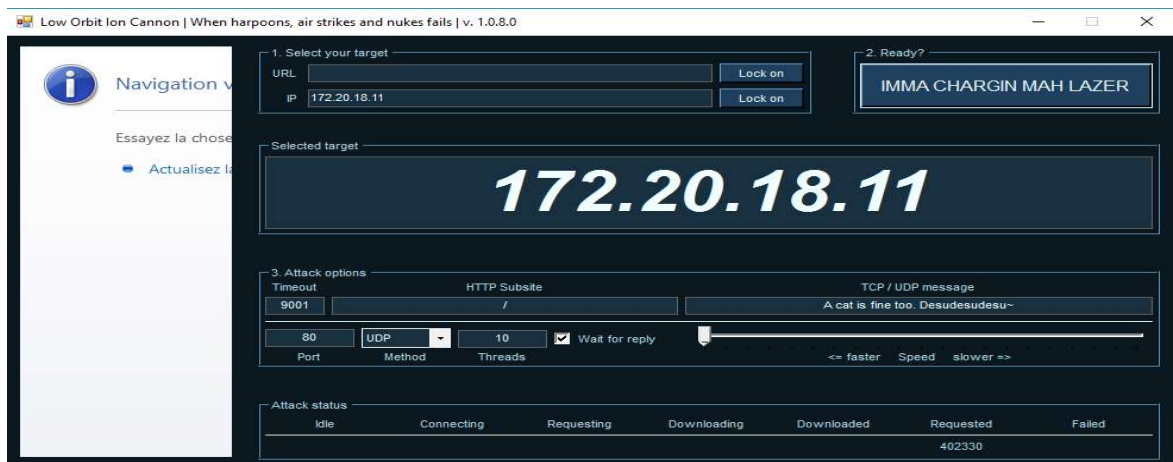 Low Orbit Ion Cannon | When harpoons, air strikes and nukes fails | v. 1.0.8.0
Navigation v
Essayez la chose
Actualisez la
1. Select your target
URL Lock on
IP 172.20.18.11 Lock on
2. Ready?
IMMA CHARGIN MAH LAZER
Selected target
172.20.18.11
3. Attack options
Timeout HTTP Subsite TCP / UDP message
9001 / A cat is fine too. Desudesudesu~
80 UDP 10 Wait for reply
Port Method Threads <= faster Speed slower =>
Attack status
Idle Connecting Requesting Downloading Downloaded Requested Failed
402330